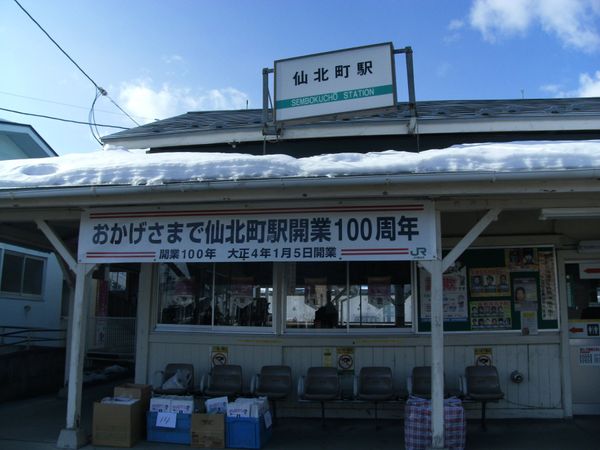 仙北町駅
SEMBOKUCHO STATION
おかげさまで仙北町駅開業100周年
開業100年 大正4年1月5日開業
JR
14